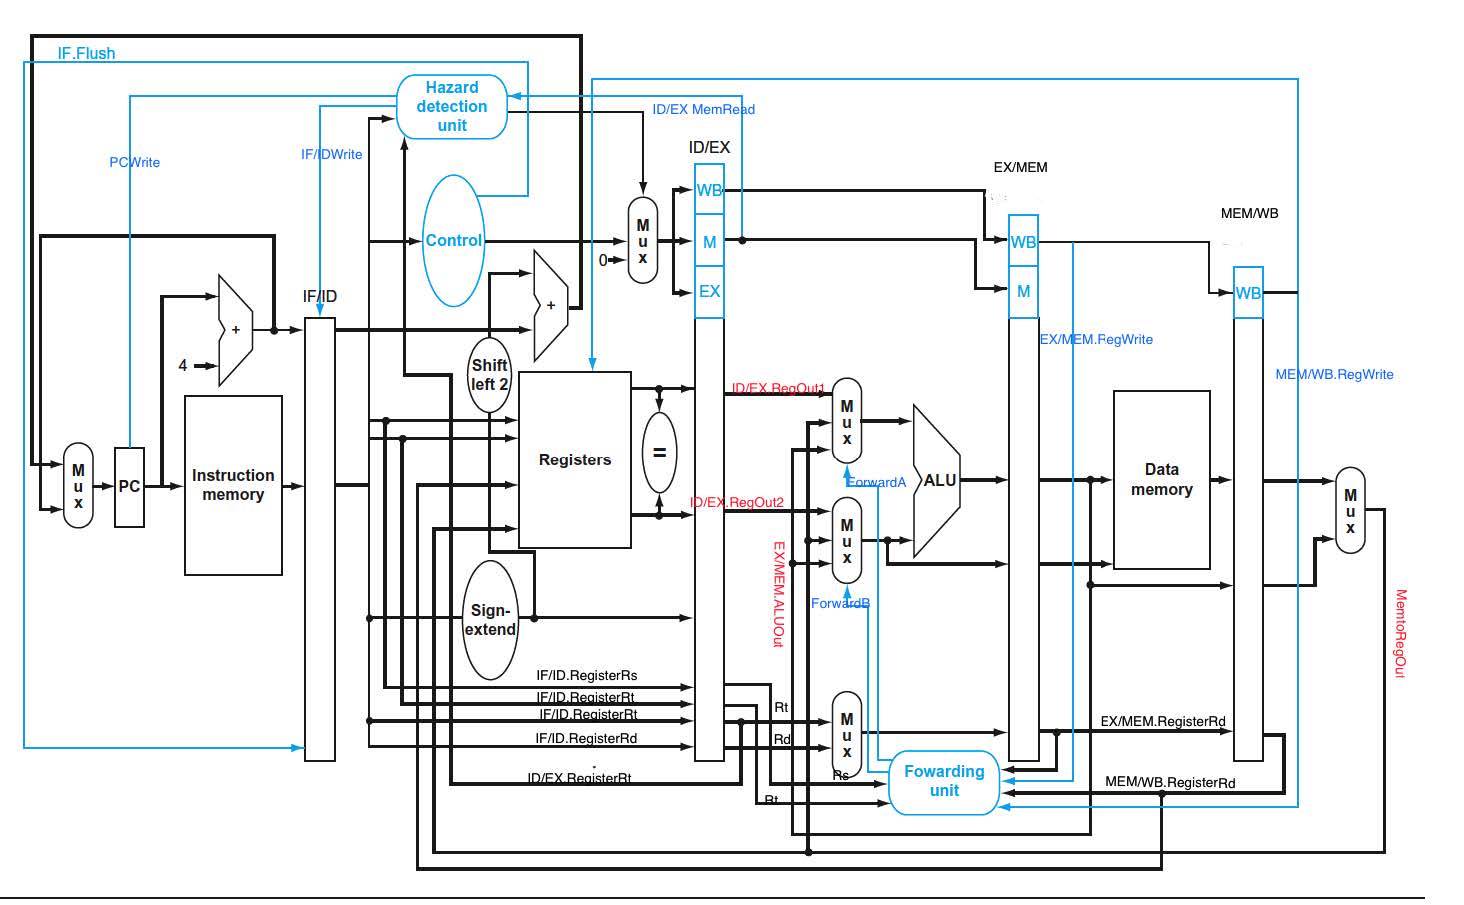 IF.Flush
Hazard
detection
unit
ID/EX MemRead
PCWrite
IF/IDWrite
ID/EX
EX/MEM
MEM/WB
WB
M
EX
Control
M
u
x
0
+
IF/ID
WB
M
WB
+
4
Shift
left 2
EX/MEM.RegWrite
MEM/WB.RegWrite
ID/EX.RegOut1
M
u
x
Registers
=
M
u
x
PC
Instruction
memory
ForwardA
ALU
Data
memory
M
u
x
ID/EX.RegOut2
M
u
x
EX/MEM.ALUOut
ForwardB
MemtoRegOut
Sign-
extend
IF/ID.RegisterRs
IF/ID.RegisterRt
IF/ID.RegisterRt
IF/ID.RegisterRd
ID/EX.RegisterRt
Rt
Rd
M
u
x
Rs
Rt
EX/MEM.RegisterRd
Fowarding
unit
MEM/WB.RegisterRd